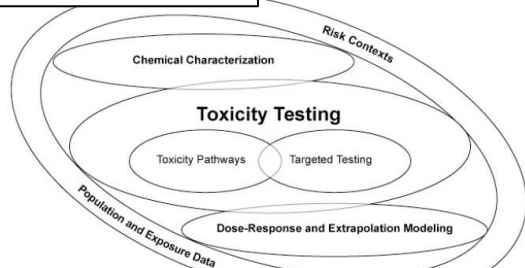 Risk Contexts
Chemical Characterization
Toxicity Testing
Toxicity Pathways
Targeted Testing
Dose-Response and Extrapolation Modeling
Population and Exposure Data